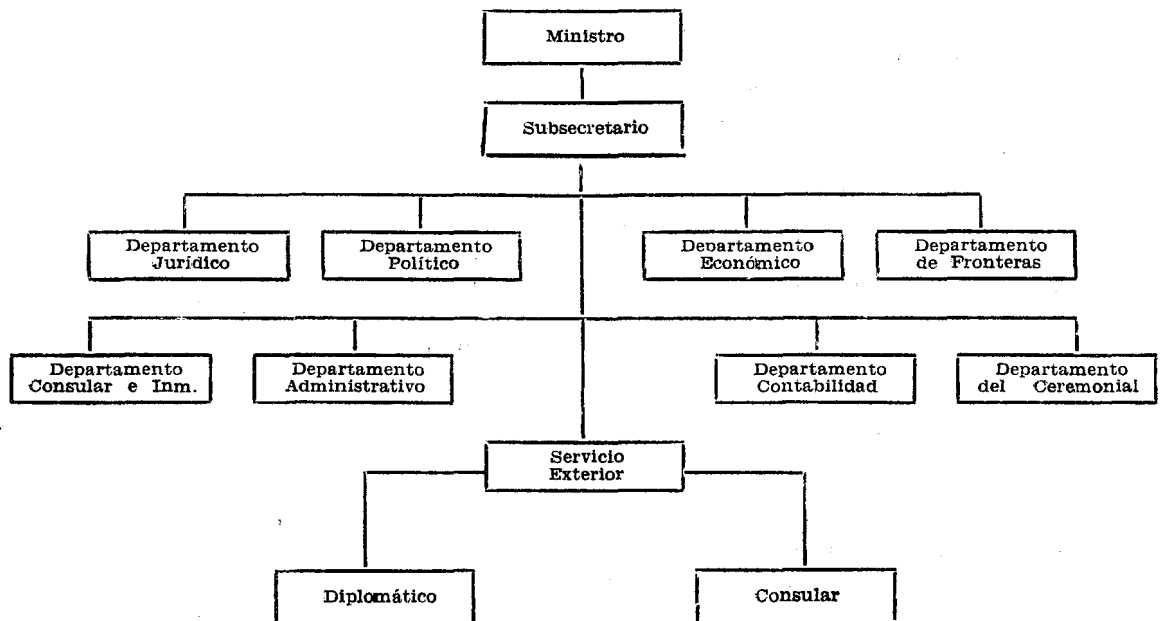 Ministro
Subsecretario
Departamento
Jurídico
Departamento
Político
Departamento
Económico
Departamento
de Fronteras
Departamento
Consular e Inm.
Departamento
Administrativo
Departamento
Contabilidad
Departamento
del Ceremonial
Servicio
Exterior
Diplomático
Consular